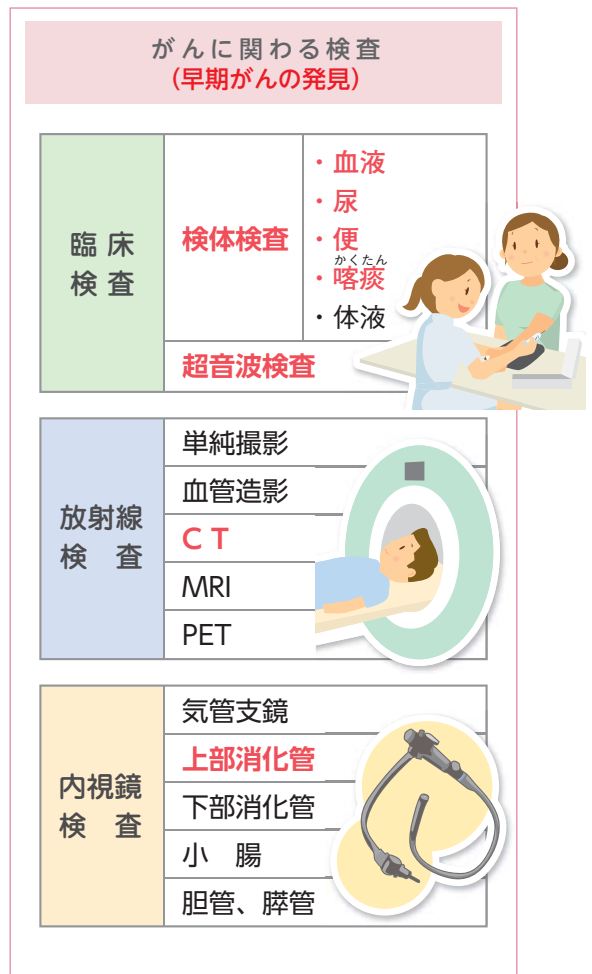 がんに関わる検査
(早期がんの発見)
臨床
検査
検体検査
・血液
・尿
・便
かくたん
・喀痰
・体液
超音波検査
放射線
検　査
単純撮影
血管造影
ＣＴ
MRI
PET
内視鏡
検　査
気管支鏡
上部消化管
下部消化管
小　腸
胆管、膵管